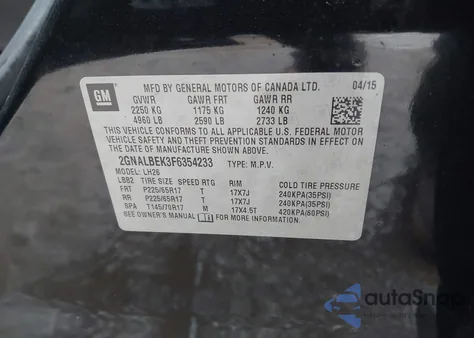 GM
MFD BY GENERAL MOTORS OF CANADA LTD. 04/15
GVWR GAWR FRT GAWR RR
2250 KG 1175 KG 1240 KG
4960 LB 2590 LB 2733 LB
THIS VEHICLE CONFORMS TO ALL APPLICABLE U.S. FEDERAL MOTOR
VEHICLE SAFETY AND THEFT PREVENTION STANDARDS IN EFFECT ON THE
DATE OF MANUFACTURE SHOWN ABOVE.
2GNALBEK3F6354233 TYPE: M.P.V.
MODEL: LH26
LBB2 TIRE SIZE SPEED RTG RIM COLD TIRE PRESSURE
FRT P225/65R17 T 17X7J 240KPA(35PSI)
RR P225/65R17 T 17X7J 240KPA(35PSI)
SPA T145/70R17 M 17X4.5T 420KPA(60PSI)
SEE OWNER'S MANUAL FOR MORE INFORMATION.
autoSnap